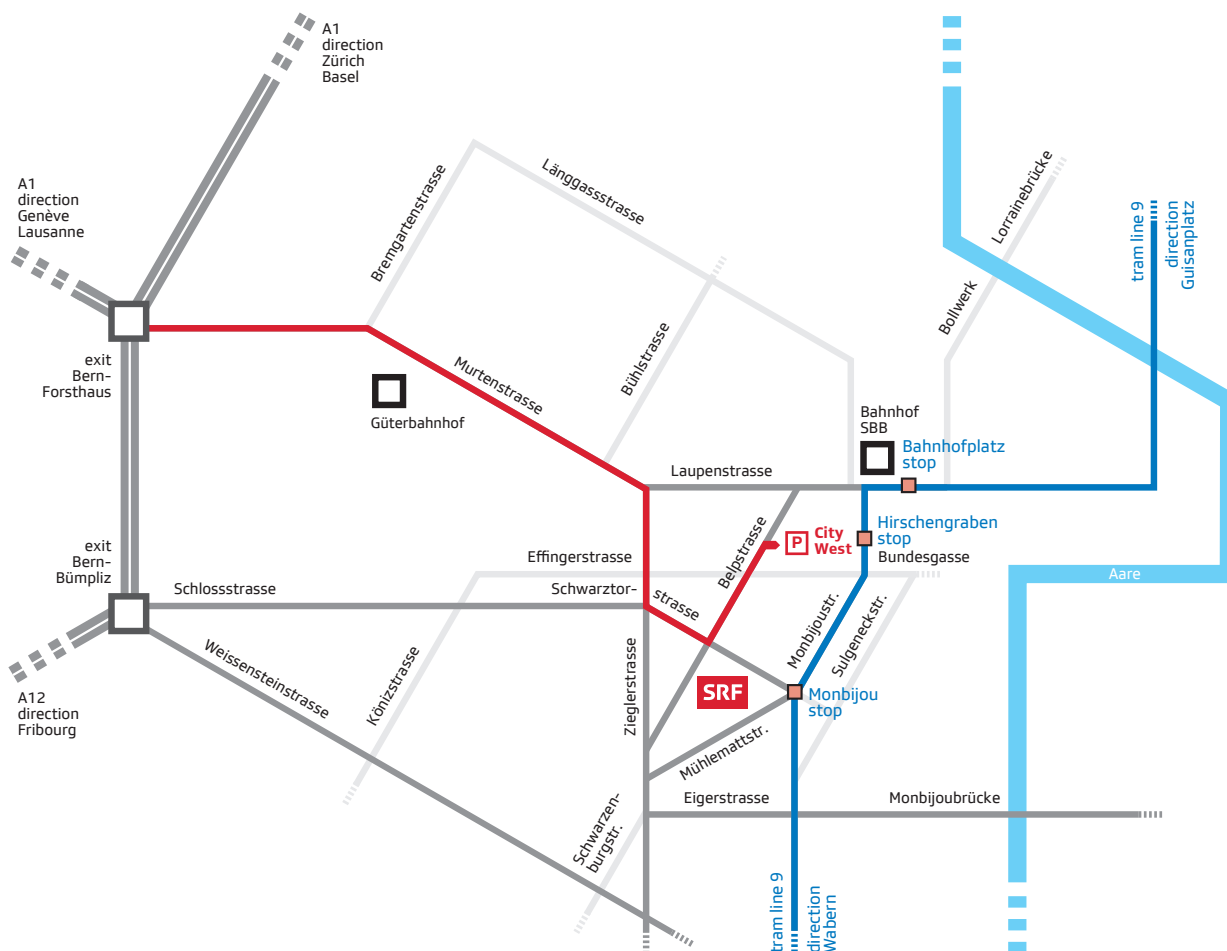 A1
direction
Zürich
Basel
A1
direction
Genève
Lausanne
Bremgartenstrasse
Länggassstrasse
Lorrainebrücke
tram line 9
direction
Guisanplatz
Bollwerk
exit
Bern-
Forsthaus
Murtenstrasse
Bühlstrasse
Güterbahnhof
Bahnhof
SBB
Bahnhofplatz
stop
Laupenstrasse
Hirschengraben
stop
P
City
West
Belpstrasse
Effingerstrasse
Bundesgasse
Aare
exit
Bern-
Bümpliz
Schlossstrasse
Schwarztor-
strasse
Monbijoustr.
Sulgeneckstr.
Weissensteinstrasse
Könizstrasse
Zieglerstrasse
SRF
Monbijou
stop
A12
direction
Fribourg
Mühlemattstr.
Eigerstrasse
Monbijoubrücke
Schwarzen-
burgstr.
tram line 9
direction
Wabern